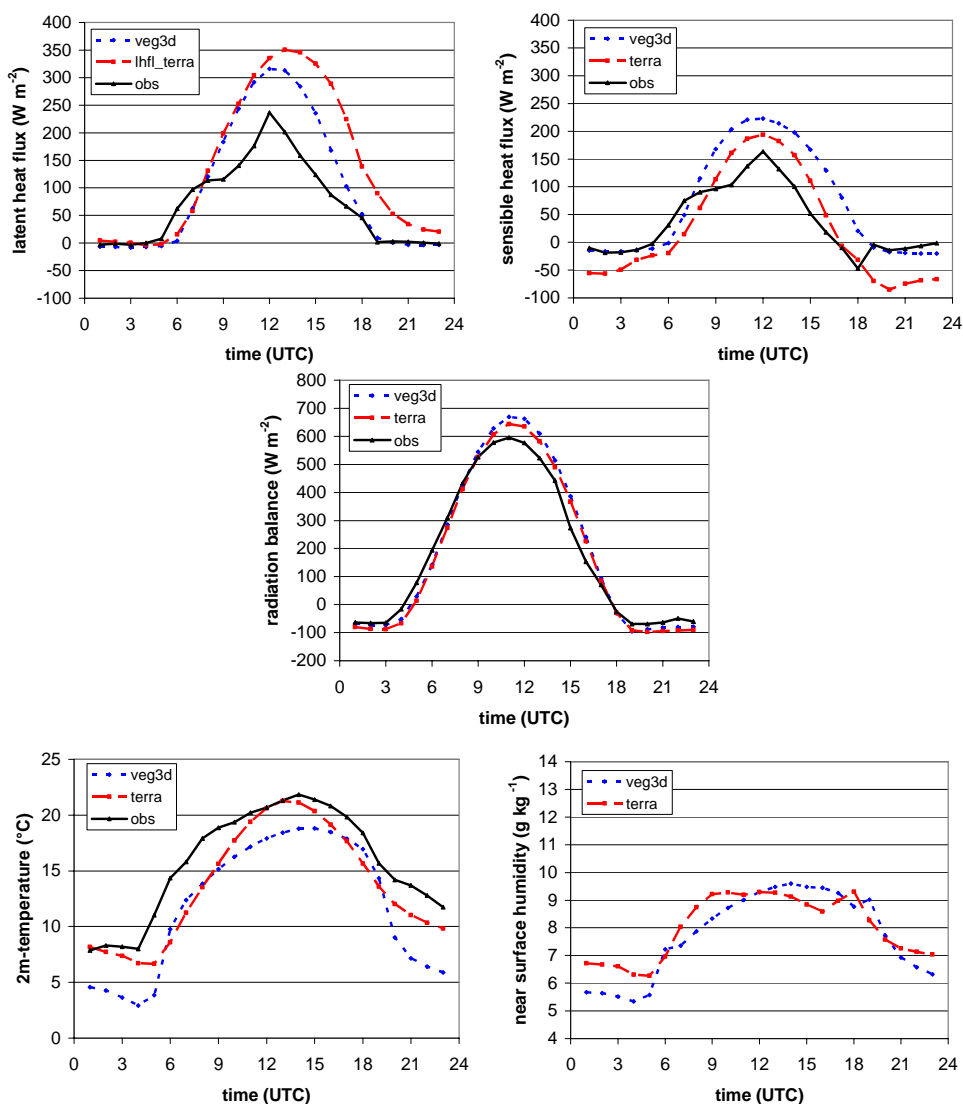 latent heat flux (W m-2)
400
350
300
250
200
150
100
50
0
-50
-100
veg3d
lhfl_terra
obs
0 3 6 9 12 15 18 21 24
time (UTC)
sensible heat flux (W m-2)
400
350
300
250
200
150
100
50
0
-50
-100
veg3d
terra
obs
0 3 6 9 12 15 18 21 24
time (UTC)
radiation balance (W m-2)
800
700
600
500
400
300
200
100
0
-100
-200
veg3d
terra
obs
0 3 6 9 12 15 18 21 24
time (UTC)
2m-temperature (°C)
25
20
15
10
5
0
veg3d
terra
obs
0 3 6 9 12 15 18 21 24
time (UTC)
near surface humidity (g kg -1)
14
13
12
11
10
9
8
7
6
5
4
veg3d
terra
0 3 6 9 12 15 18 21 24
time (UTC)